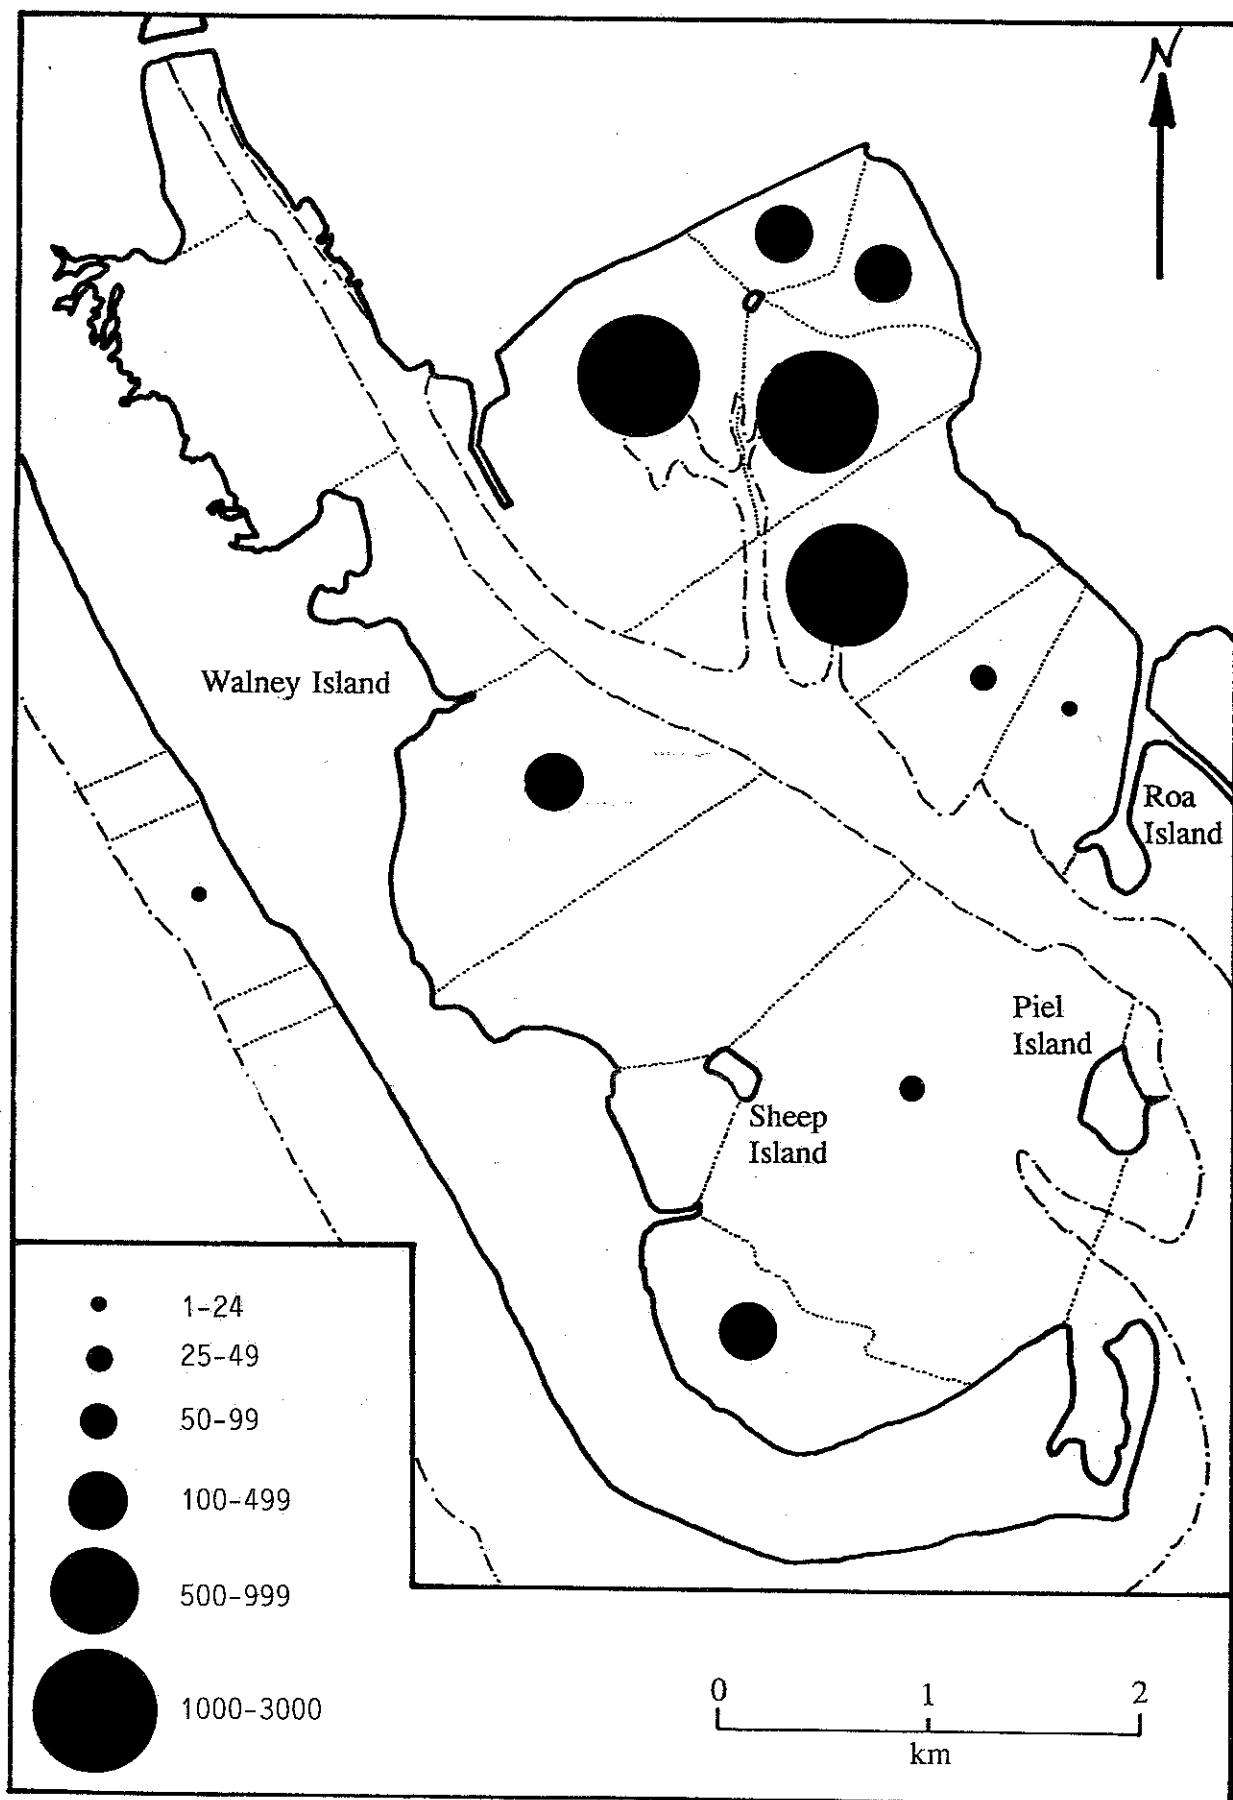 N
Walney Island
Roa
Island
Piel
Island
Sheep
Island
1-24
25-49
50-99
100-499
500-999
1000-3000
0 1 2
km